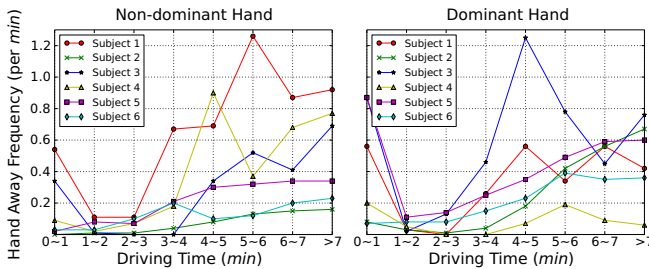 Non-dominant Hand
Dominant Hand
Hand Away Frequency (per min)
1.2
1.0
0.8
0.6
0.4
0.2
Subject 1
Subject 2
Subject 3
Subject 4
Subject 5
Subject 6
Subject 1
Subject 2
Subject 3
Subject 4
Subject 5
Subject 6
0~1 1~2 2~3 3~4 4~5 5~6 6~7 >7
0~1 1~2 2~3 3~4 4~5 5~6 6~7 >7
Driving Time (min)
Driving Time (min)